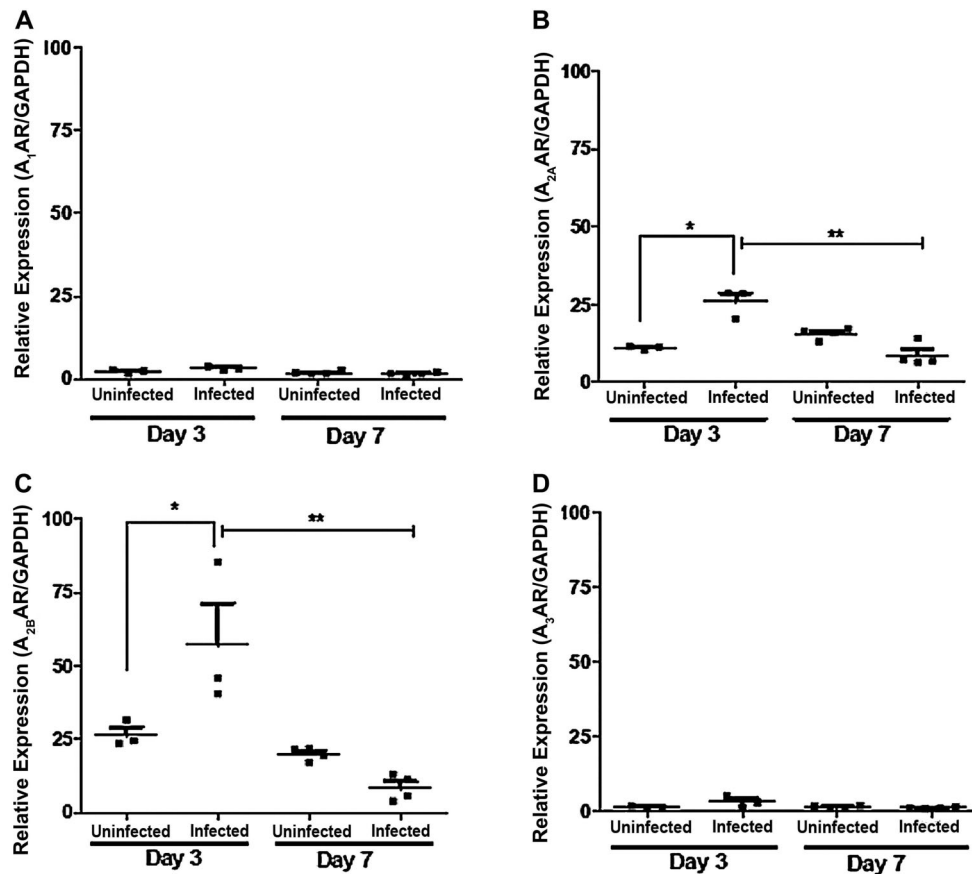 A
Relative Expression (A1AR/GAPDH)
100
75
50
25
0
Uninfected Infected Uninfected Infected
Day 3 Day 7
B
Relative Expression (A2AAR/GAPDH)
100
75
50
25
0
* **
Uninfected Infected Uninfected Infected
Day 3 Day 7
C
Relative Expression (A2BAR/GAPDH)
100
75
50
25
0
* **
Uninfected Infected Uninfected Infected
Day 3 Day 7
D
Relative Expression (A3AR/GAPDH)
100
75
50
25
0
Uninfected Infected Uninfected Infected
Day 3 Day 7